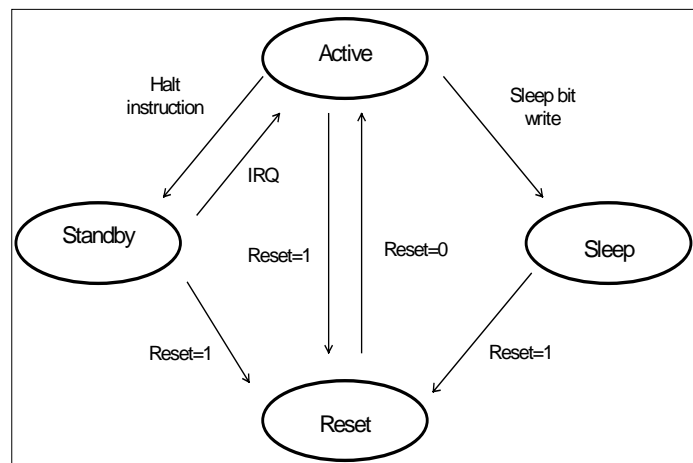 Active
Halt
instruction
Sleep bit
write
IRQ
Standby
Reset=1
Reset=0
Sleep
Reset=1
Reset=1
Reset